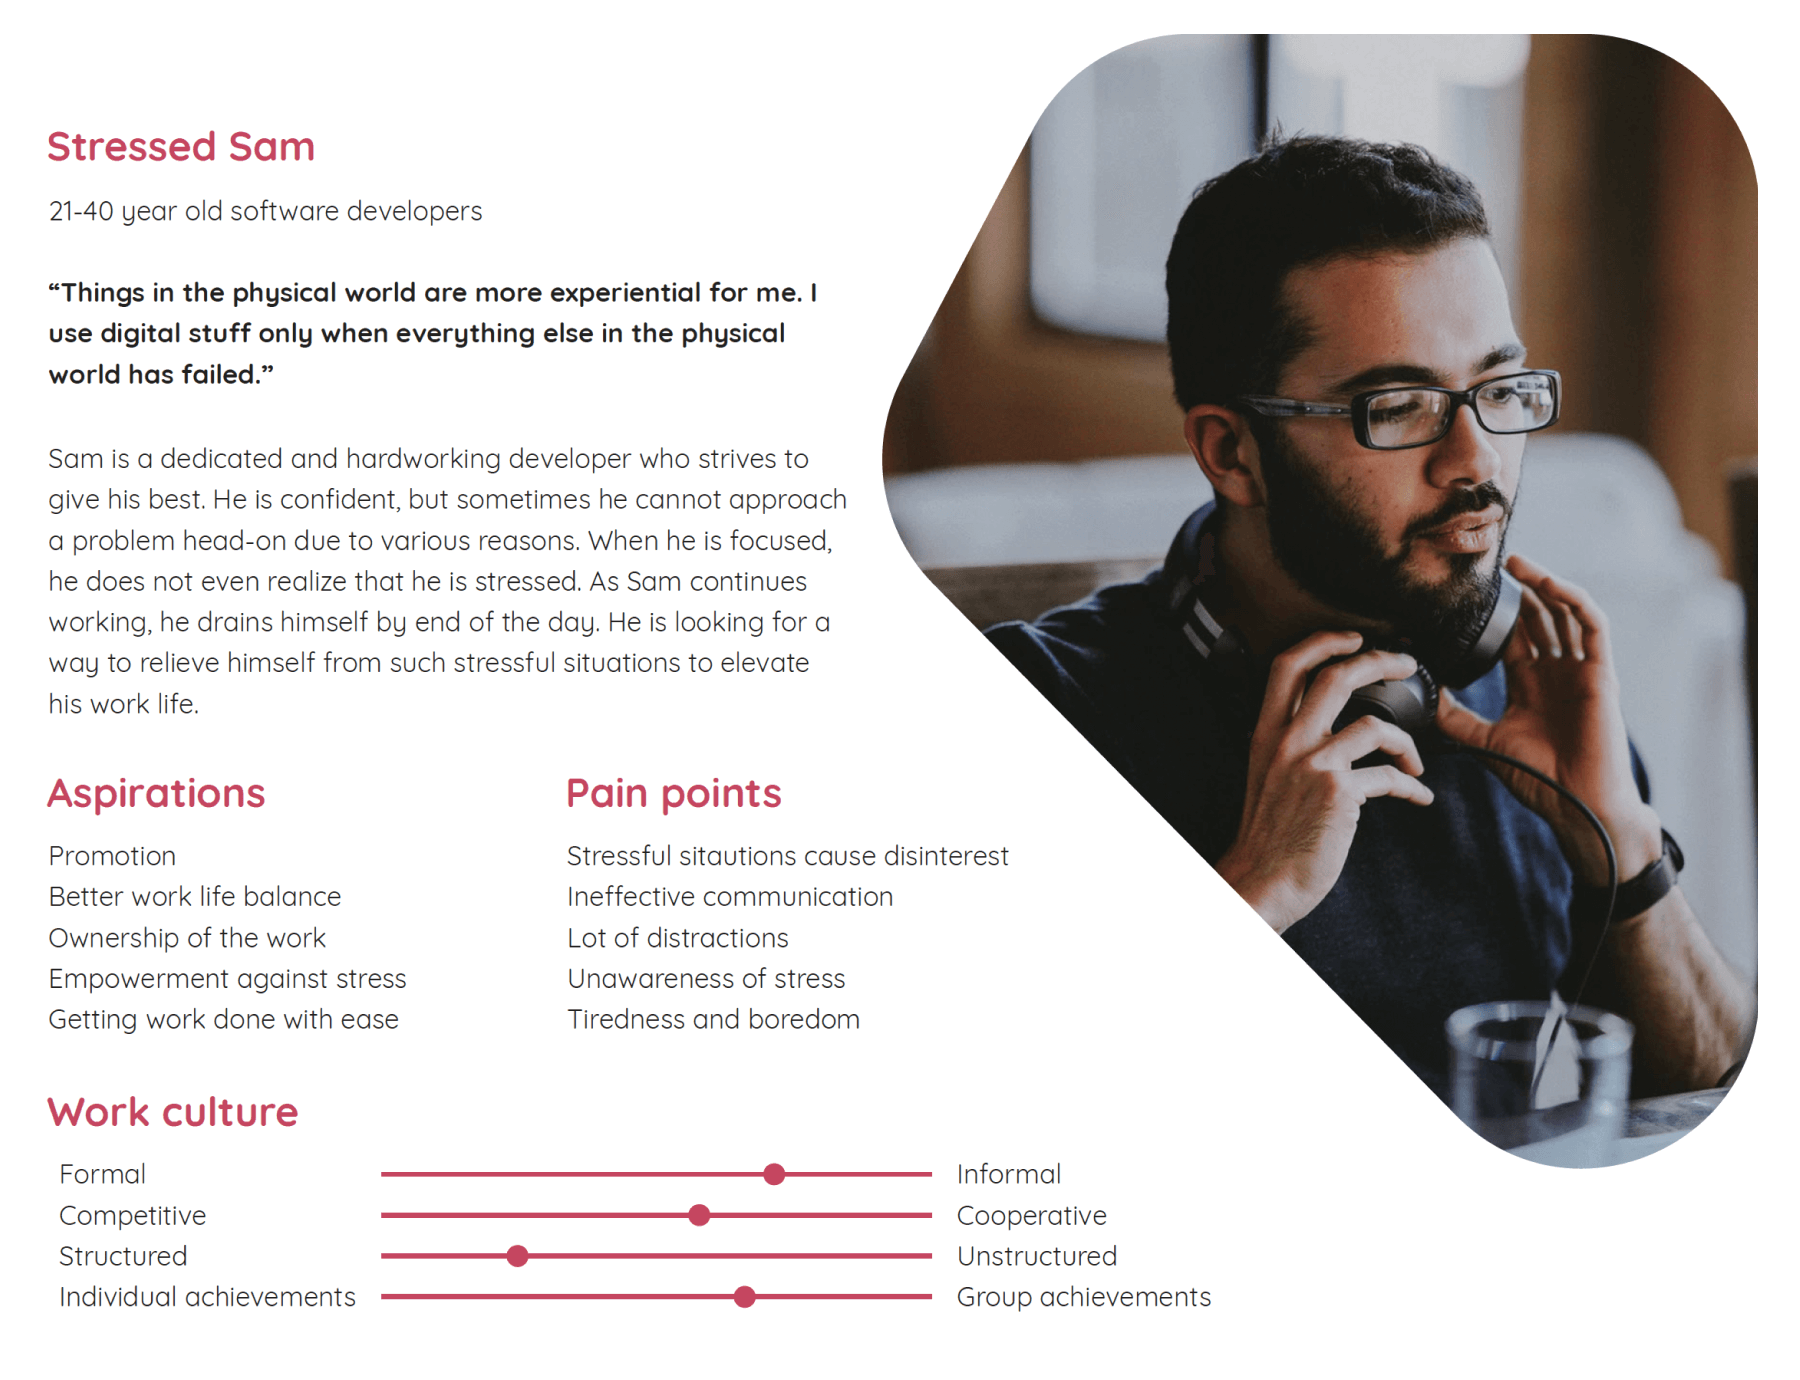 Stressed Sam
21-40 year old software developers
“Things in the physical world are more experiential for me. I
use digital stuff only when everything else in the physical
world has failed.”
Sam is a dedicated and hardworking developer who strives to
give his best. He is confident, but sometimes he cannot approach
a problem head-on due to various reasons. When he is focused,
he does not even realize that he is stressed. As Sam continues
working, he drains himself by end of the day. He is looking for a
way to relieve himself from such stressful situations to elevate
his work life.
Aspirations
Promotion
Better work life balance
Ownership of the work
Empowerment against stress
Getting work done with ease
Pain points
Stressful sitautions cause disinterest
Ineffective communication
Lot of distractions
Unawareness of stress
Tiredness and boredom
Work culture
Formal Informal
Competitive Cooperative
Structured Unstructured
Individual achievements Group achievements